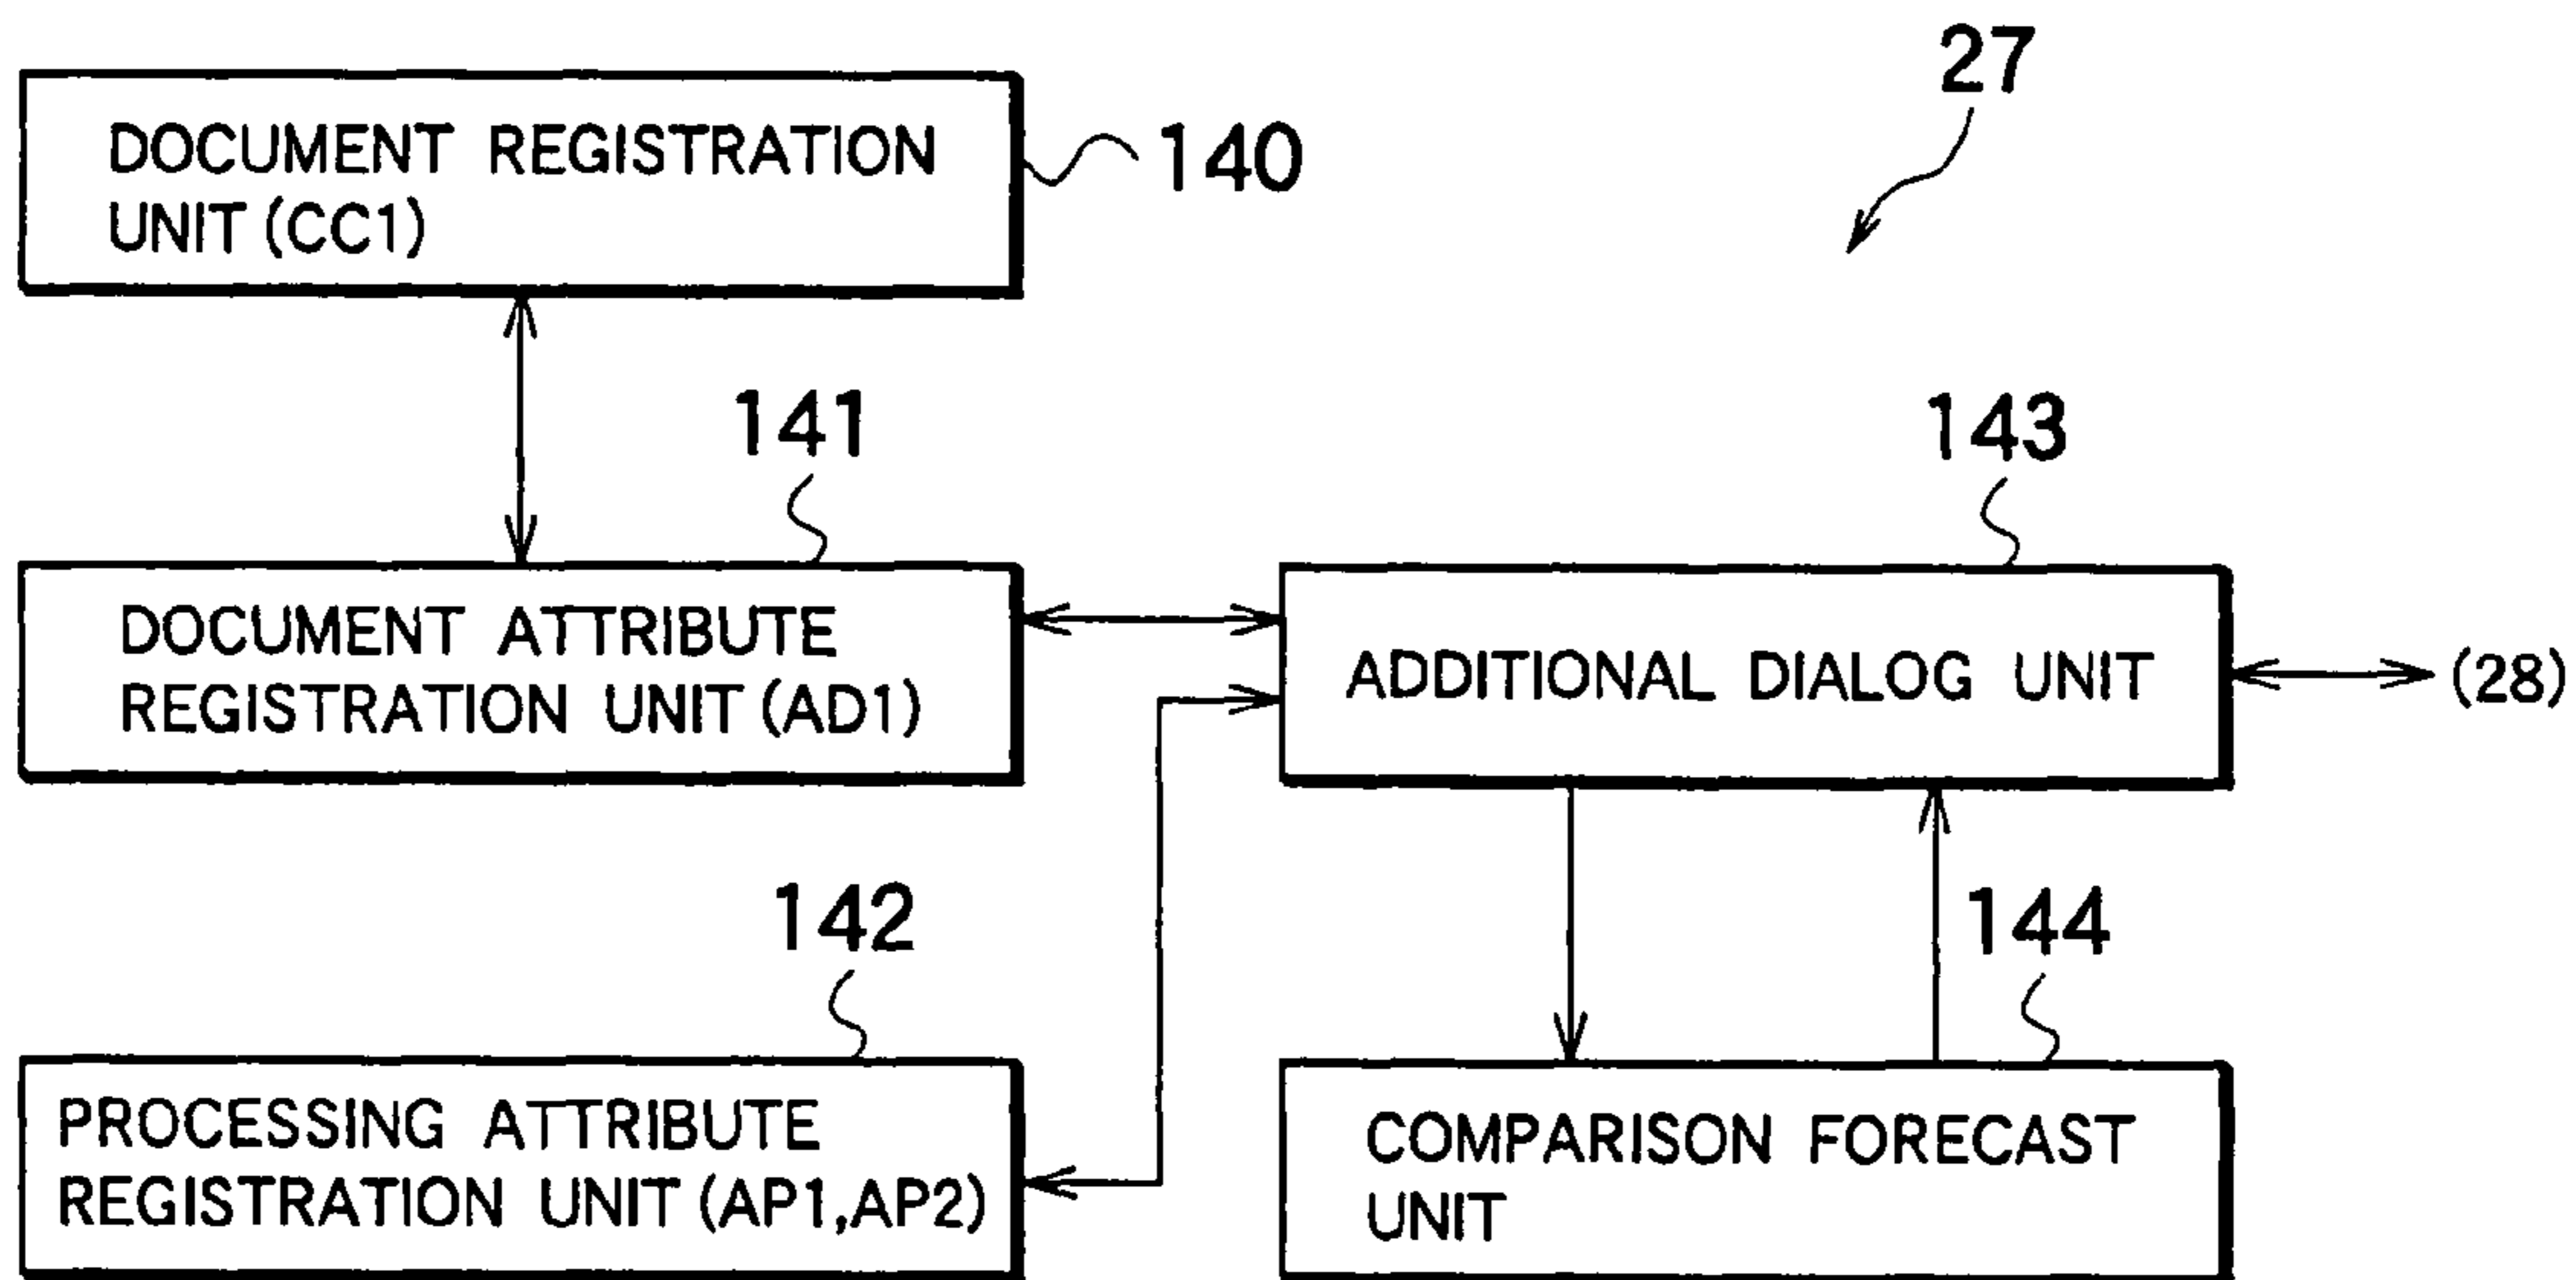 27
DOCUMENT REGISTRATION
UNIT (CC1)
140
141
143
DOCUMENT ATTRIBUTE
REGISTRATION UNIT (AD1)
ADDITIONAL DIALOG UNIT
(28)
142
144
PROCESSING ATTRIBUTE
REGISTRATION UNIT (AP1,AP2)
COMPARISON FORECAST
UNIT